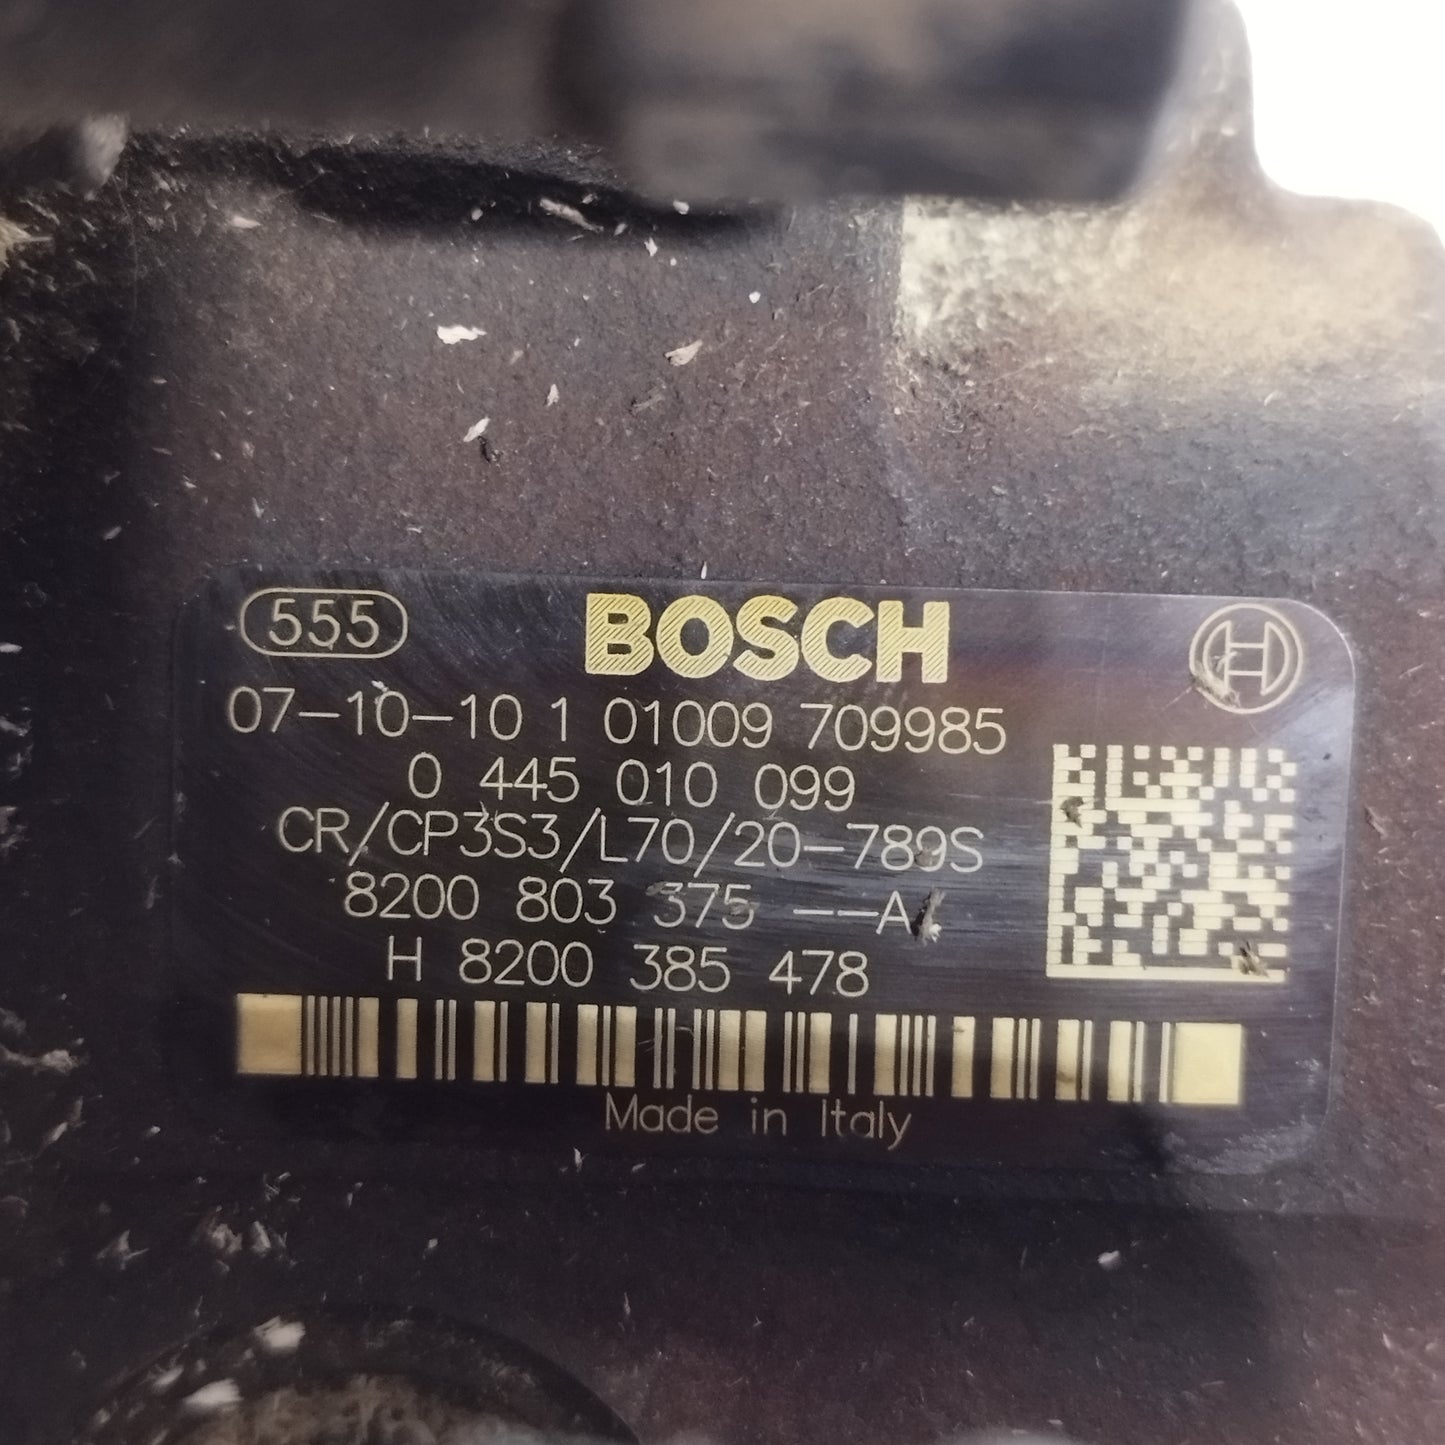 555 BOSCH
07-10-10 1 01009 709985
0 445 010 099
CR/CP3S3/L70/20-789S
8200 803 375 --A
H 8200 385 478
Made in Italy